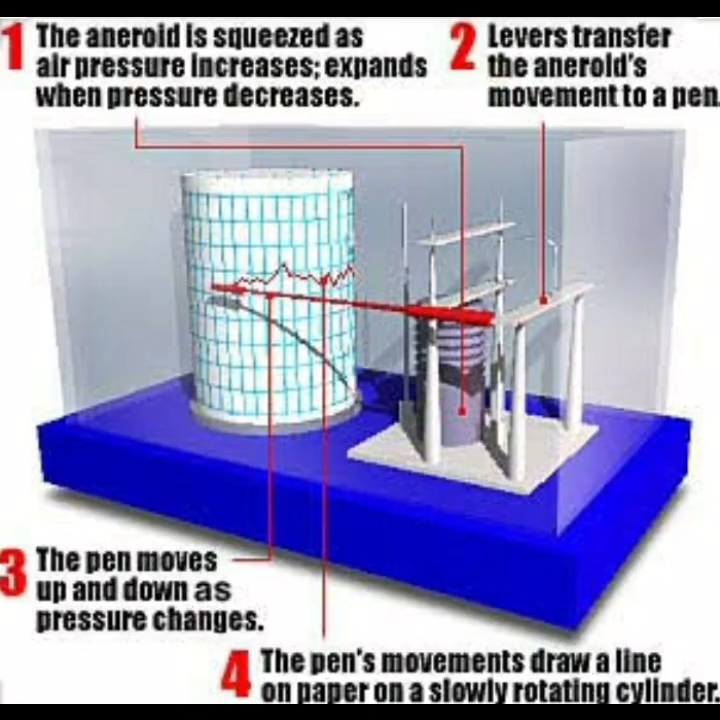 1 The aneroid is squeezed as
air pressure increases; expands
when pressure decreases.
2 Levers transfer
the aneroid's
movement to a pen.
3 The pen moves
up and down as
pressure changes.
4 The pen's movements draw a line
on paper on a slowly rotating cylinder.